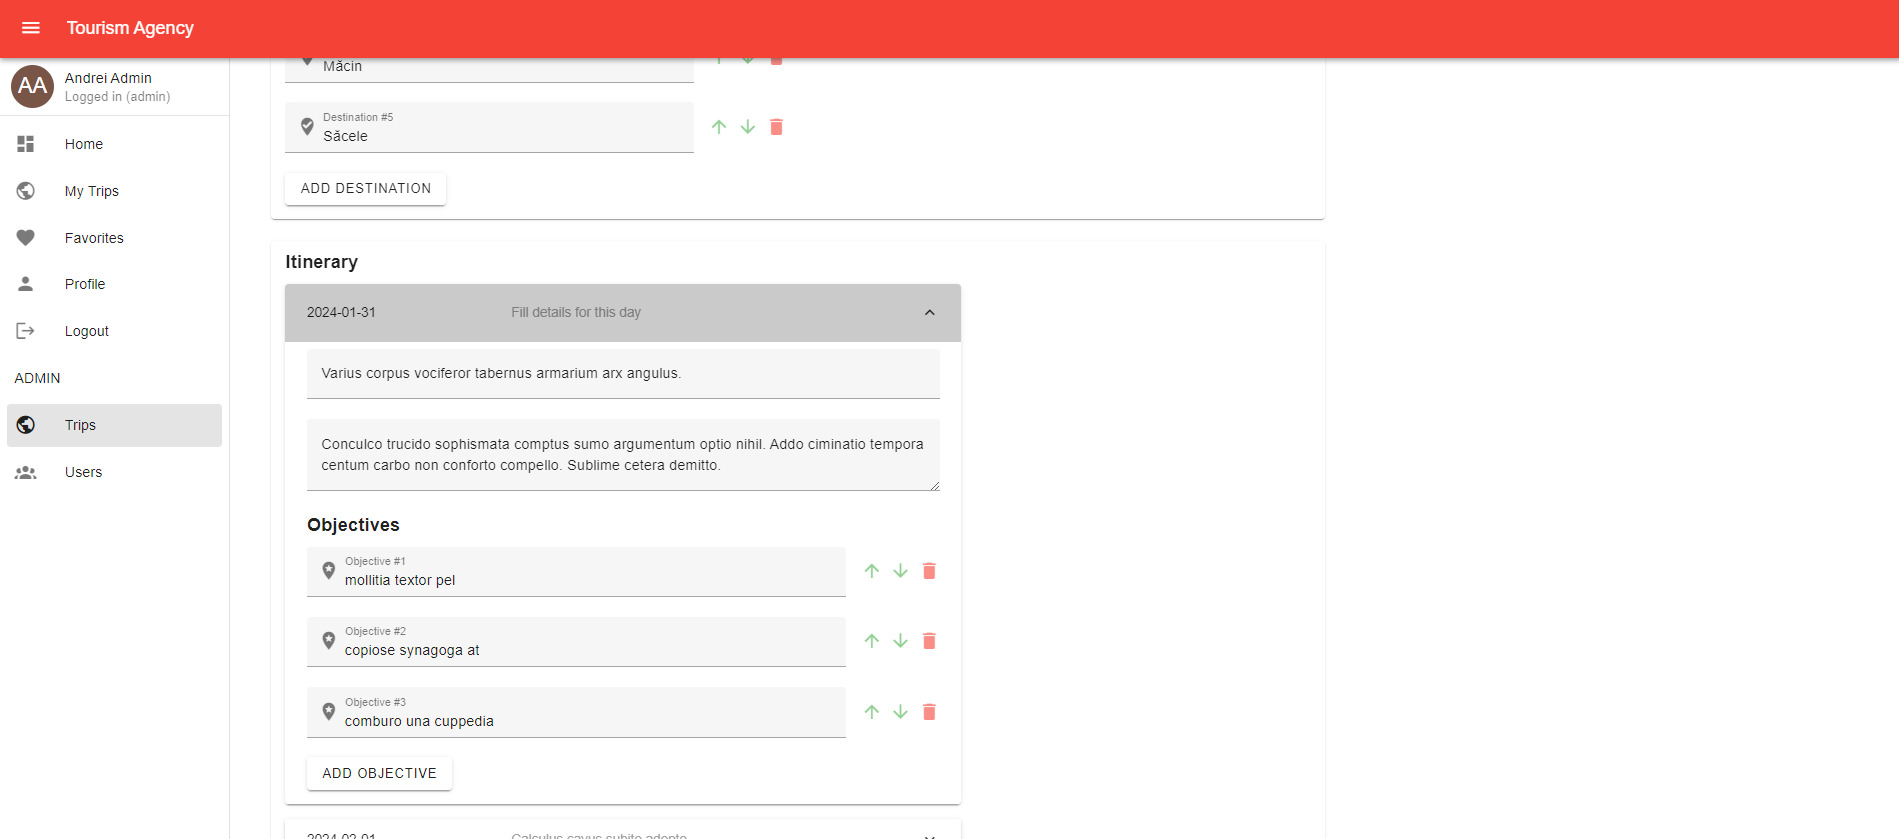 Tourism Agency
AA
Andrei Admin
Logged in (admin)
Home
My Trips
Favorites
Profile
Logout
ADMIN
Trips
Users
Măcin
Destination #5
Săcele
ADD DESTINATION
Itinerary
2024-01-31 Fill details for this day
Varius corpus vociferor tabernus armarium arx angulus.
Conculco trucido sophismata comptus sumo argumentum optio nihil. Addo ciminatio tempora
centum carbo non conforto compello. Sublime cetera demitto.
Objectives
Objective #1
mollitia textor pel
Objective #2
copiose synagoga at
Objective #3
comburo una cuppedia
ADD OBJECTIVE
2024-02-01 Calculus cavus subito adopto